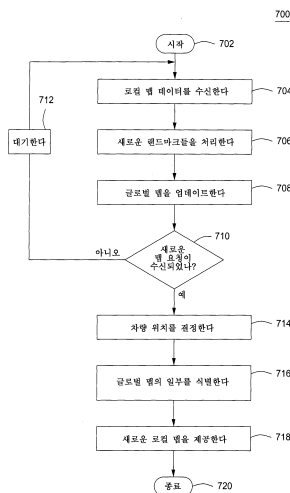 700
시작
702
712
로컬 맵 데이터를 수신한다
704
대기한다
새로운 랜드마크들을 처리한다
706
글로벌 맵을 업데이트한다
708
710
아니오
새로운
맵 요청이
수신되었나?
예
차량 위치를 결정한다
714
글로벌 맵의 일부를 식별한다
716
새로운 로컬 맵을 제공한다
718
종료
720